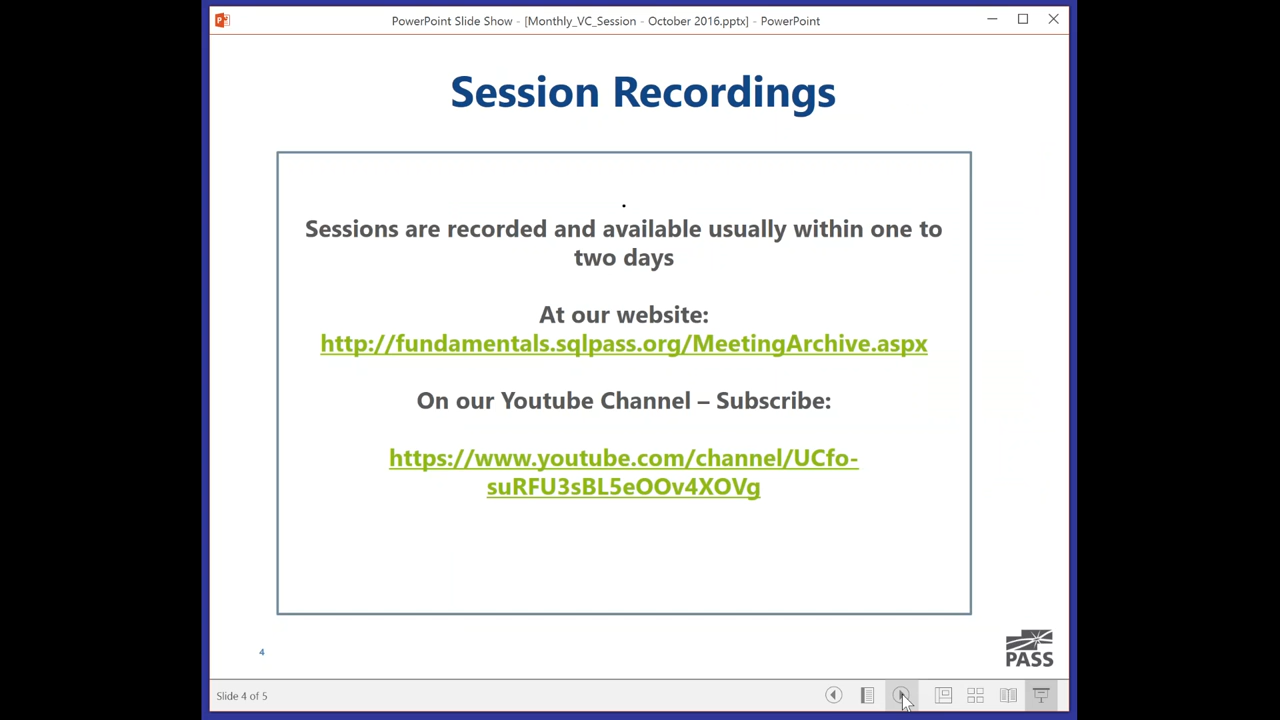 PowerPoint Slide Show - [Monthly_VC_Session - October 2016.pptx] - PowerPoint
Session Recordings
.
Sessions are recorded and available usually within one to
two days
At our website:
http://fundamentals.sqlpass.org/MeetingArchive.aspx
On our Youtube Channel – Subscribe:
https://www.youtube.com/channel/UCfo-
suRFU3sBL5eOOv4XOVg
4
PASS
Slide 4 of 5